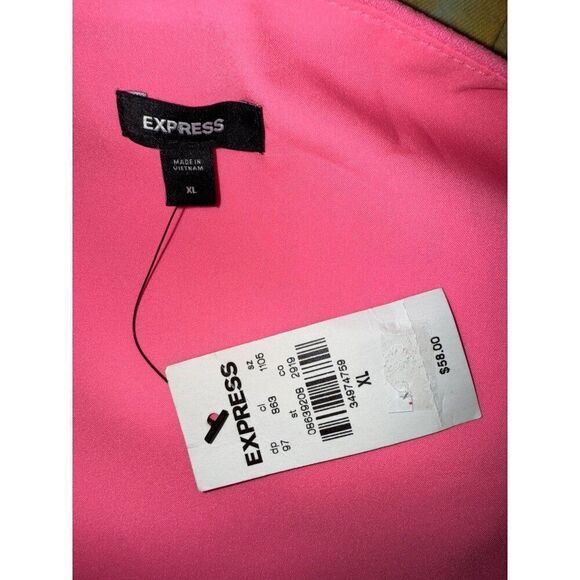 EXPRESS
MADE IN
VIETNAM
XL
EXPRESS
dp cl sz
97 863 1105
st co
08639208 2919
34974759
XL
$58.00